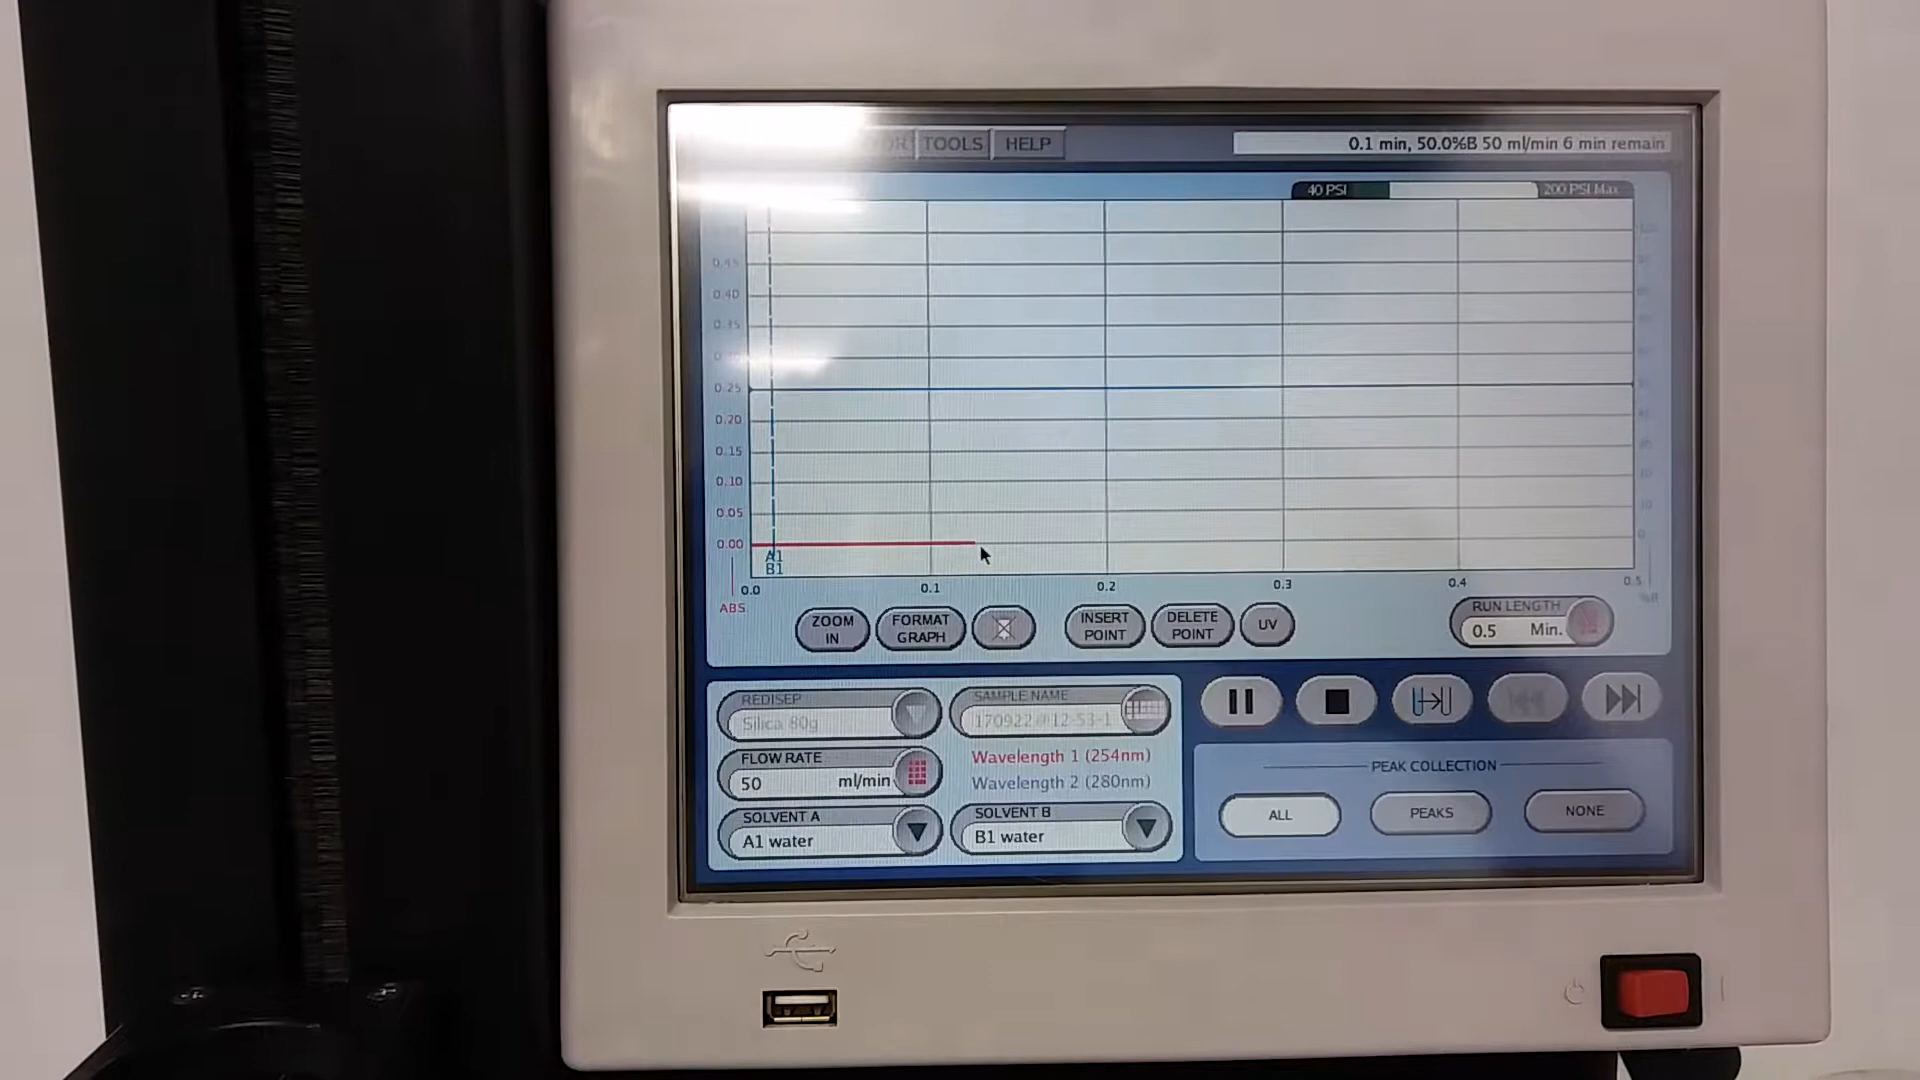 TOOLS HELP 0.1 min, 50.0%B 50 ml/min 6 min remain
40 PSI 200 PSI Max
0.45
0.40
0.35
0.25
0.20
0.15
0.10
0.05
0.00
A1
B1
0.0 0.1 0.2 0.3 0.4 0.5
ABS %B
ZOOM IN
FORMAT GRAPH
INSERT POINT
DELETE POINT
UV
RUN LENGTH
0.5 Min.
REDISEP
Silica 80g
SAMPLE NAME
170922@12-53-1
FLOW RATE
50 ml/min
Wavelength 1 (254nm)
Wavelength 2 (280nm)
SOLVENT A
A1 water
SOLVENT B
B1 water
PEAK COLLECTION
ALL PEAKS NONE